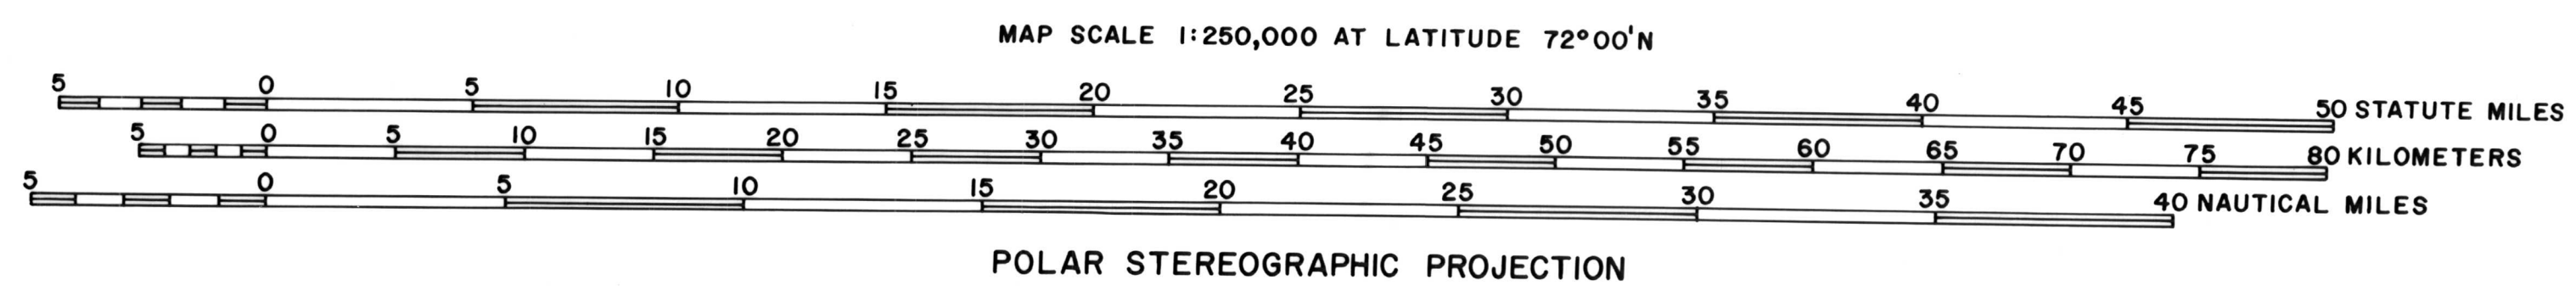 MAP SCALE 1:250,000 AT LATITUDE 72°00'N
5 0 5 10 15 20 25 30 35 40 45 50 STATUTE MILES
5 0 5 10 15 20 25 30 35 40 45 50 55 60 65 70 75 80 KILOMETERS
5 0 5 10 15 20 25 30 35 40 NAUTICAL MILES
POLAR STEREOGRAPHIC PROJECTION